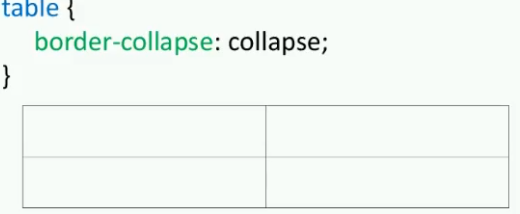 table {
border-collapse: collapse;
}